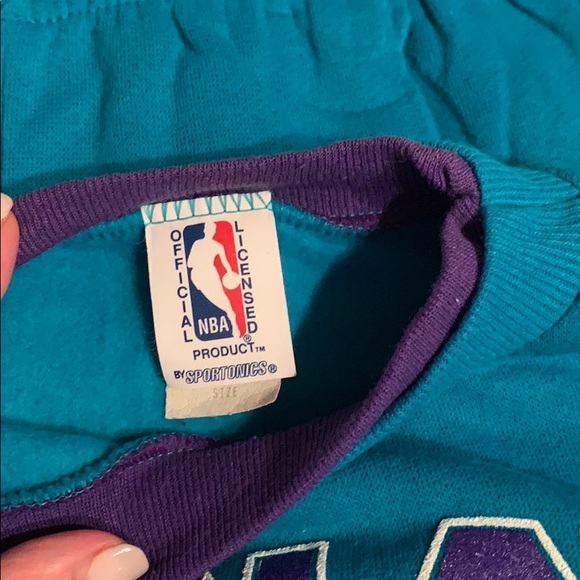 OFFICIAL
NBA
LICENSED
PRODUCT™
BY SPORTONICS®
SIZE